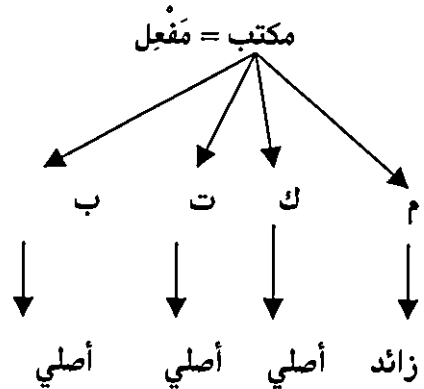 مكتب = مَفْعِل
م ك ت ب
زائد أصلي أصلي أصلي